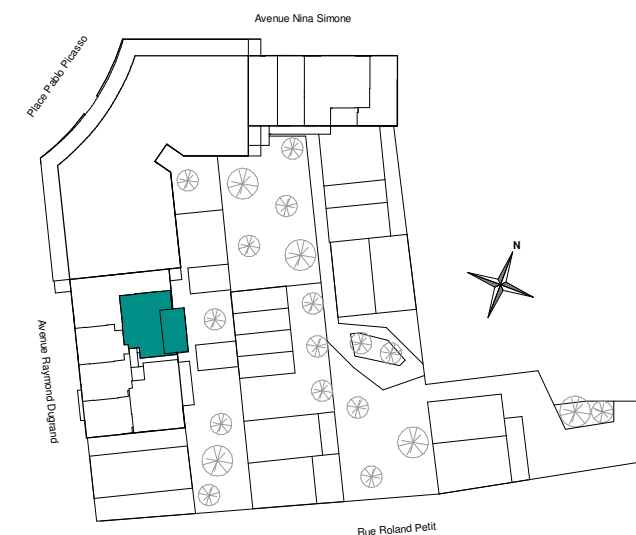 Avenue Nina Simone
Place Pablo Picasso
N
Avenue Raymond Dugrand
Rue Roland Petit